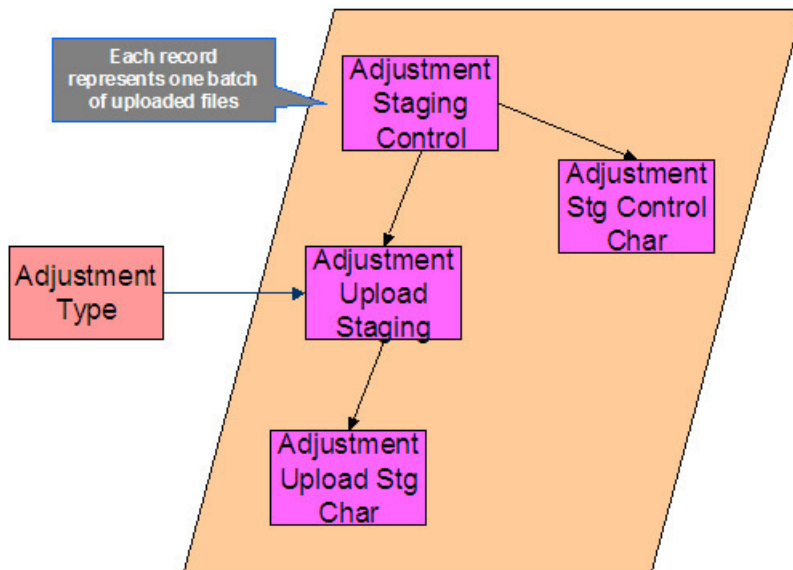 Each record
represents one batch
of uploaded files
Adjustment
Staging
Control
Adjustment
Stg Control
Char
Adjustment
Type
Adjustment
Upload
Staging
Adjustment
Upload Stg
Char